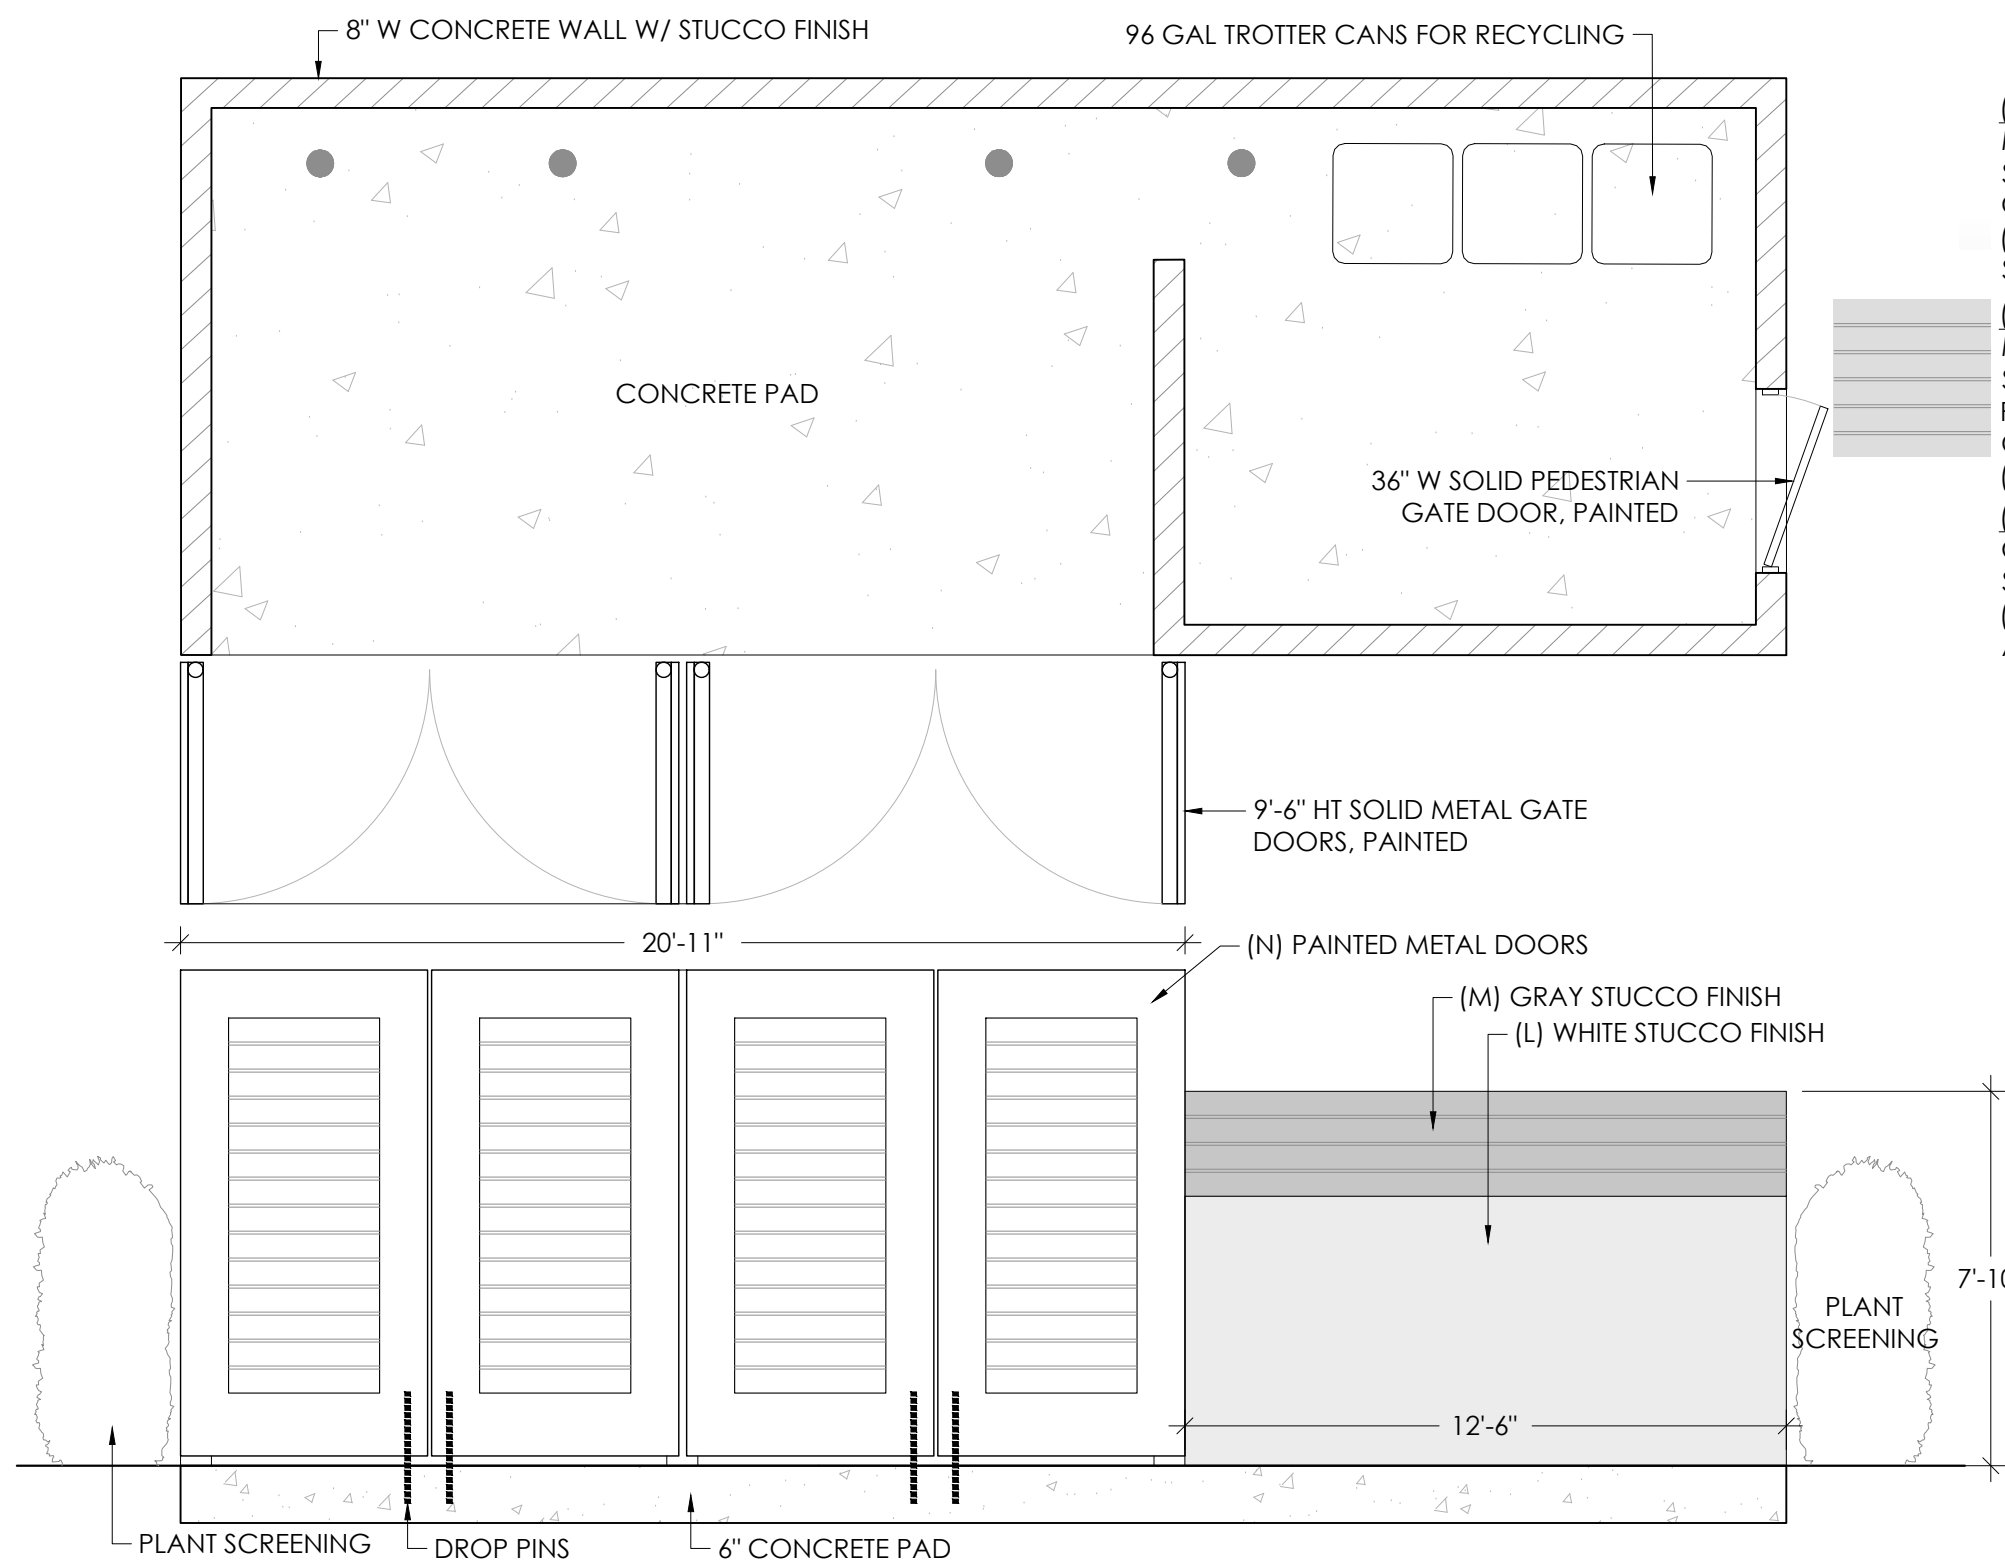 8" W CONCRETE WALL W/ STUCCO FINISH
96 GAL TROTTER CANS FOR RECYCLING
CONCRETE PAD
36" W SOLID PEDESTRIAN
GATE DOOR, PAINTED
9'-6" HT SOLID METAL GATE
DOORS, PAINTED
20'-11"
(N) PAINTED METAL DOORS
(M) GRAY STUCCO FINISH
(L) WHITE STUCCO FINISH
PLANT
SCREENING
12'-6"
PLANT SCREENING
DROP PINS
6" CONCRETE PAD